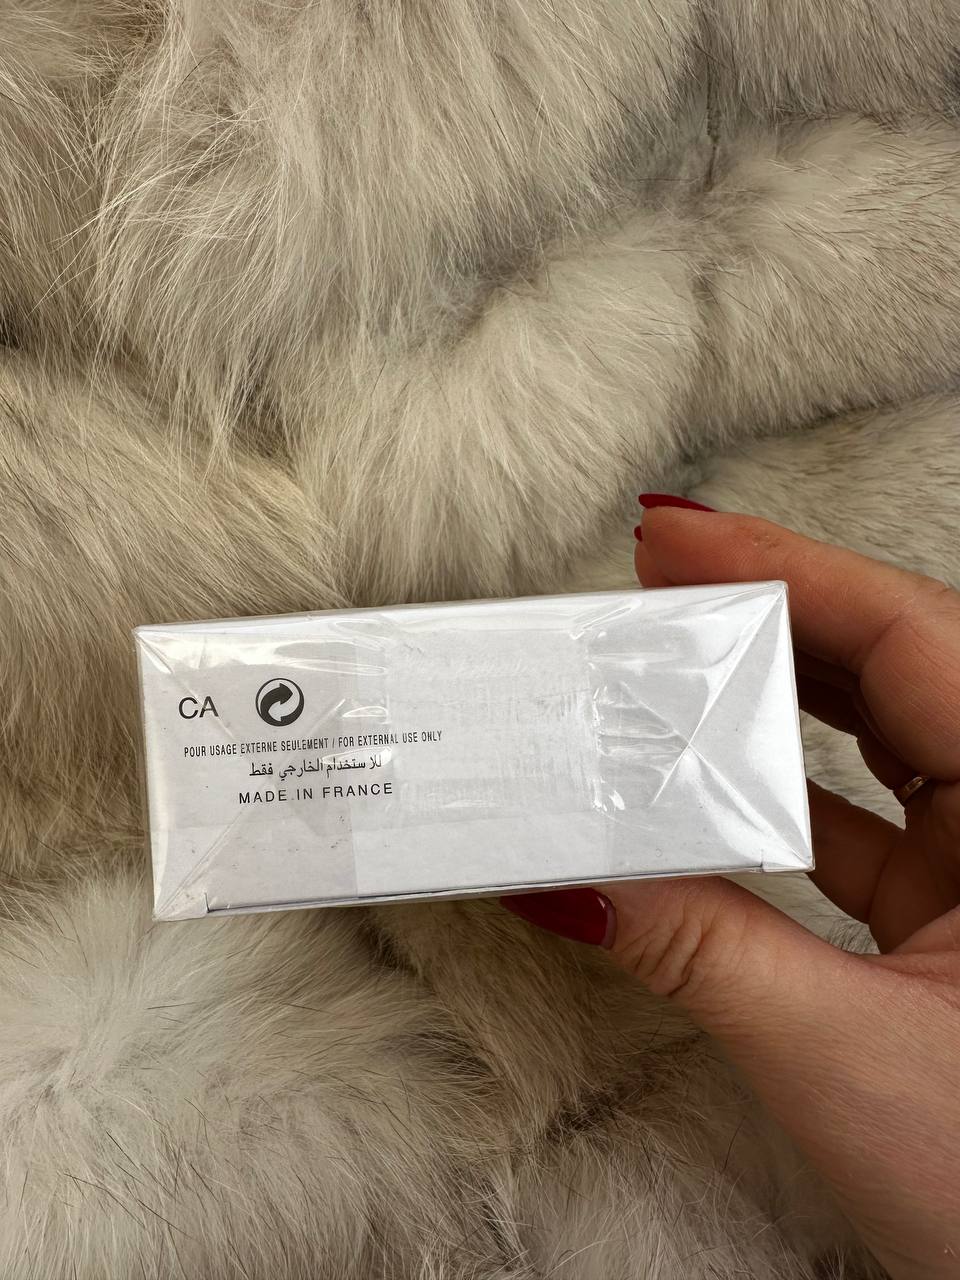 CA
POUR USAGE EXTERNE SEULEMENT / FOR EXTERNAL USE ONLY
للاستخدام الخارجي فقط
MADE IN FRANCE